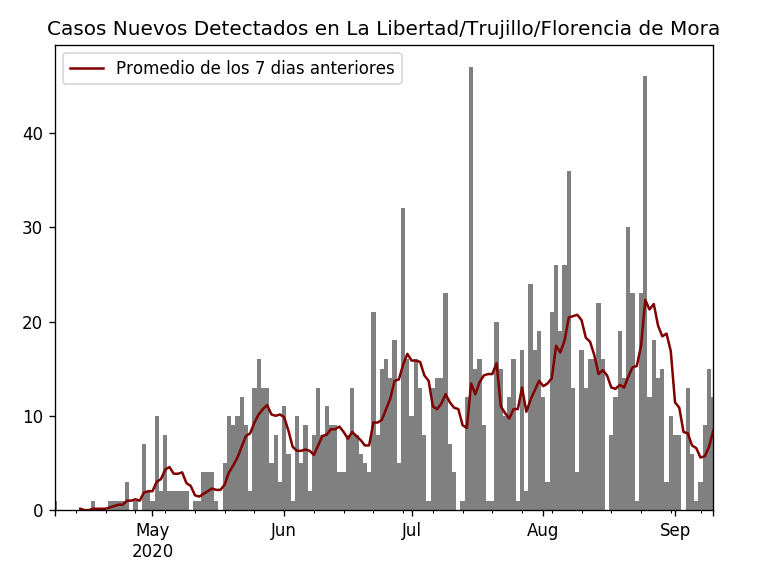 Casos Nuevos Detectados en La Libertad/Trujillo/Florencia de Mora
Promedio de los 7 dias anteriores
40
30
20
10
0
May Jun Jul Aug Sep
2020